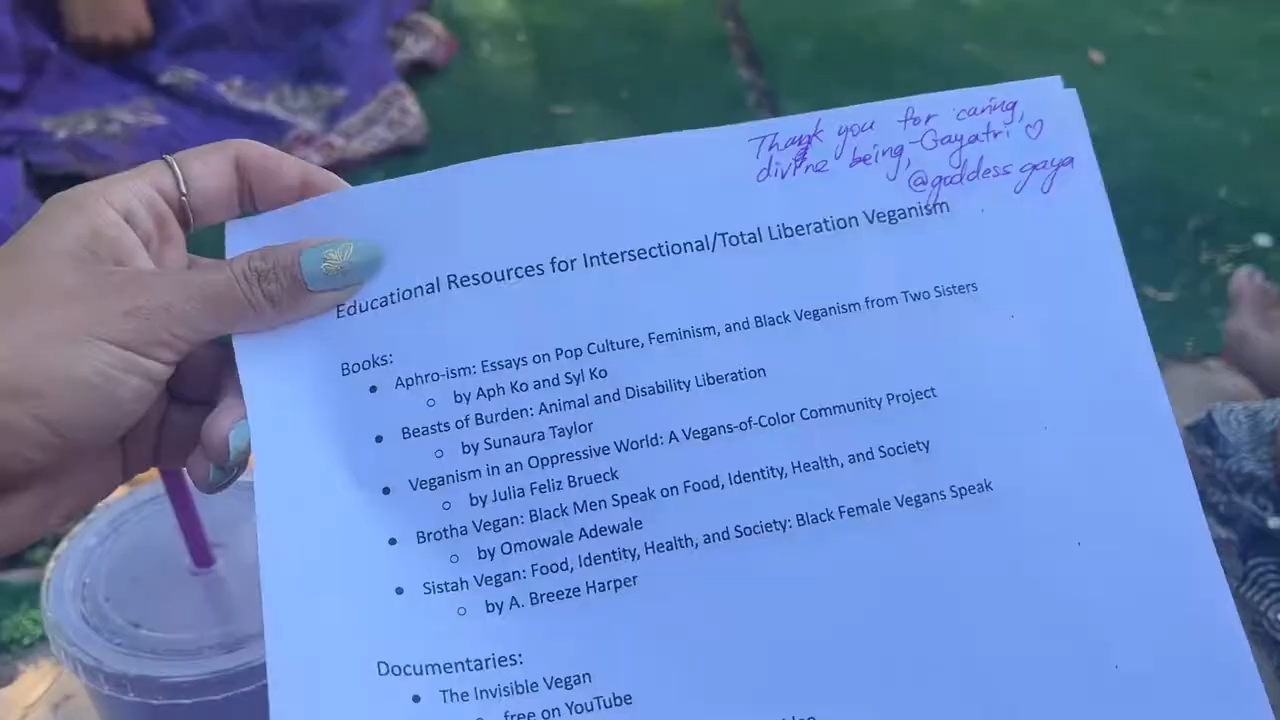 Thank you for caring,
divine being, -Gayatri ♡
@goddess gaya
Educational Resources for Intersectional/Total Liberation Veganism
Books:
• Aphro-ism: Essays on Pop Culture, Feminism, and Black Veganism from Two Sisters
○ by Aph Ko and Syl Ko
• Beasts of Burden: Animal and Disability Liberation
○ by Sunaura Taylor
• Veganism in an Oppressive World: A Vegans-of-Color Community Project
○ by Julia Feliz Brueck
• Brotha Vegan: Black Men Speak on Food, Identity, Health, and Society
○ by Omowale Adewale
• Sistah Vegan: Food, Identity, Health, and Society: Black Female Vegans Speak
○ by A. Breeze Harper
Documentaries:
• The Invisible Vegan
○ free on YouTube